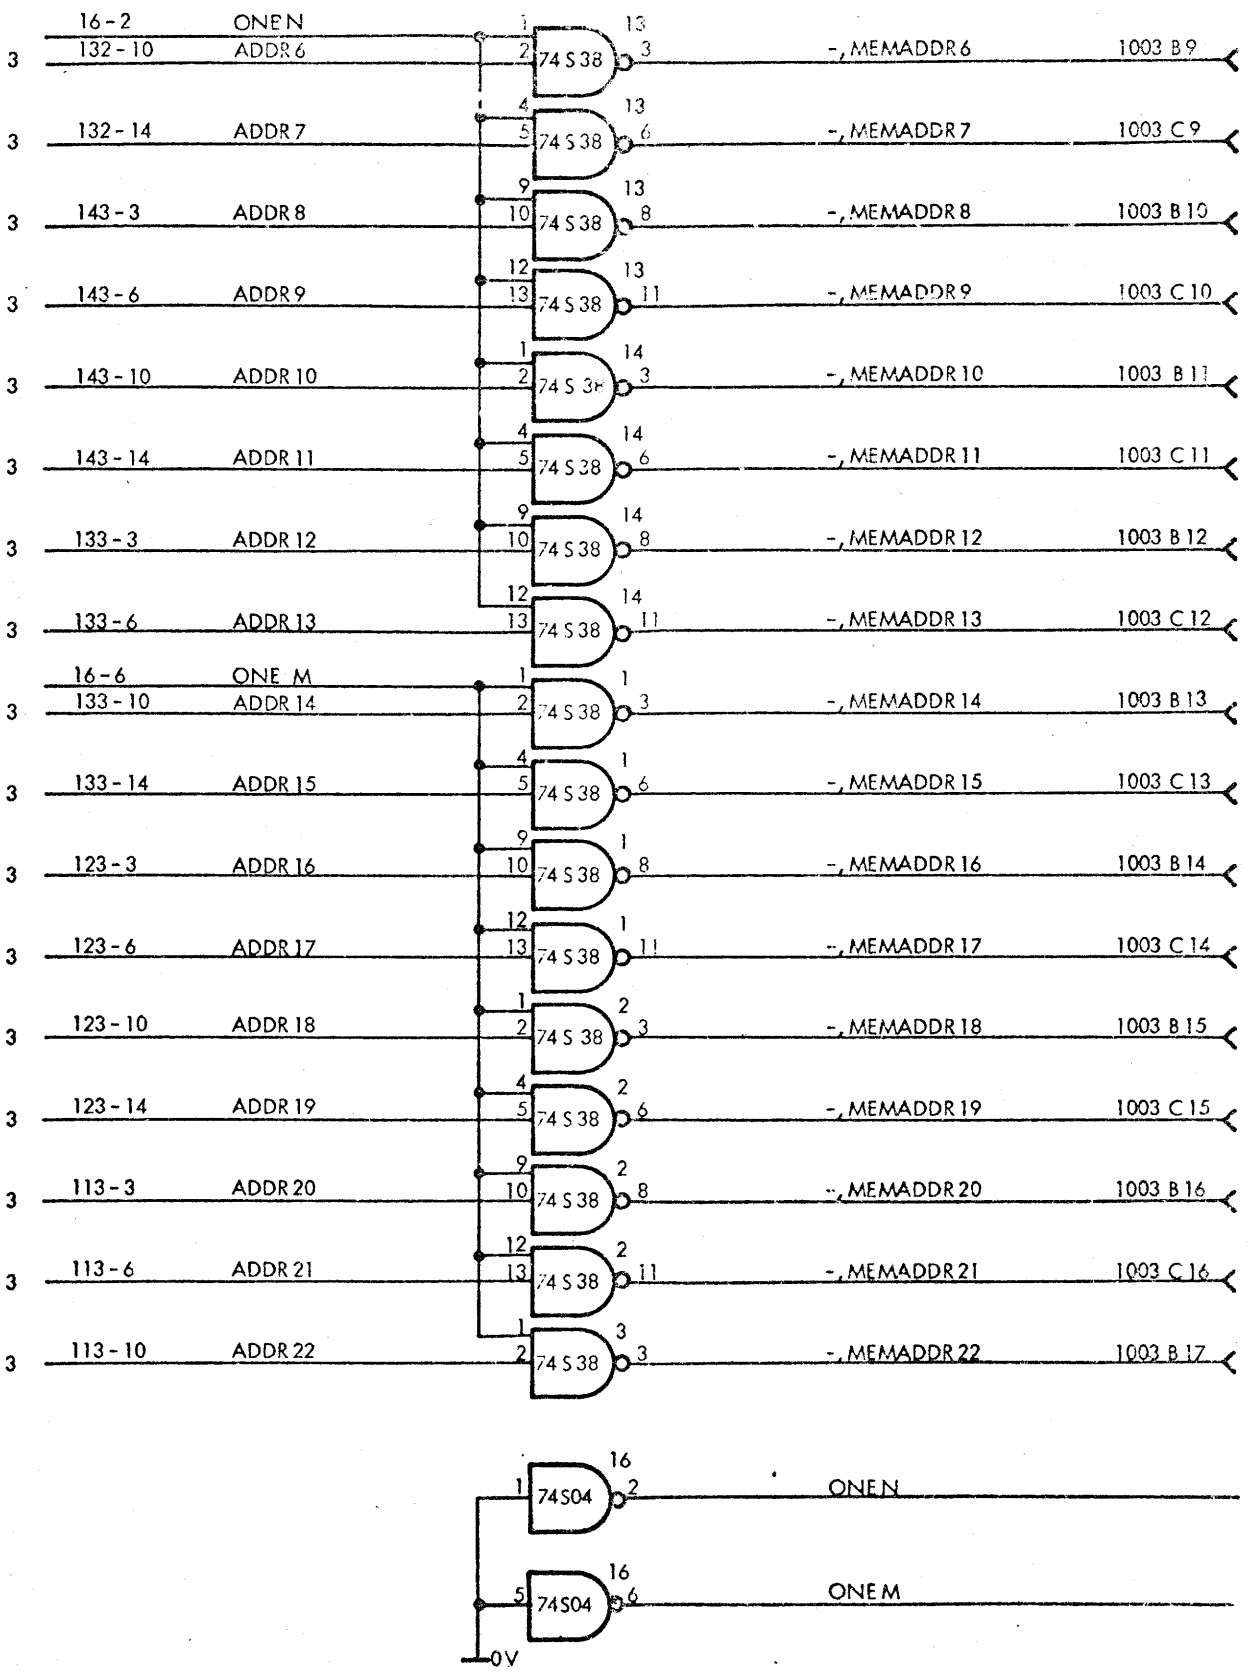 16-2 ONEN 1 13
3 132-10 ADDR6 2 74S38 3 -,MEMADDR6 1003 B9
4 13
3 132-14 ADDR7 5 74S38 6 -,MEMADDR7 1003 C9
9 13
3 143-3 ADDR8 10 74S38 8 -,MEMADDR8 1003 B10
12 13
3 143-6 ADDR9 13 74S38 11 -,MEMADDR9 1003 C10
1 14
3 143-10 ADDR10 2 74S38 3 -,MEMADDR10 1003 B11
4 14
3 143-14 ADDR11 5 74S38 6 -,MEMADDR11 1003 C11
9 14
3 133-3 ADDR12 10 74S38 8 -,MEMADDR12 1003 B12
12 14
3 133-6 ADDR13 13 74S38 11 -,MEMADDR13 1003 C12
16-6 ONE M 1 1
3 133-10 ADDR14 2 74S38 3 -,MEMADDR14 1003 B13
4 1
3 133-14 ADDR15 5 74S38 6 -,MEMADDR15 1003 C13
9 1
3 123-3 ADDR16 10 74S38 8 -,MEMADDR16 1003 B14
12 1
3 123-6 ADDR17 13 74S38 11 -,MEMADDR17 1003 C14
1 2
3 123-10 ADDR18 2 74S38 3 -,MEMADDR18 1003 B15
4 2
3 123-14 ADDR19 5 74S38 6 -,MEMADDR19 1003 C15
9 2
3 113-3 ADDR20 10 74S38 8 -,MEMADDR20 1003 B16
12 2
3 113-6 ADDR21 13 74S38 11 -,MEMADDR21 1003 C16
1 3
3 113-10 ADDR22 2 74S38 3 -,MEMADDR22 1003 B17
16
1 74S04 2 ONEN
16
5 74S04 6 ONEM
0V